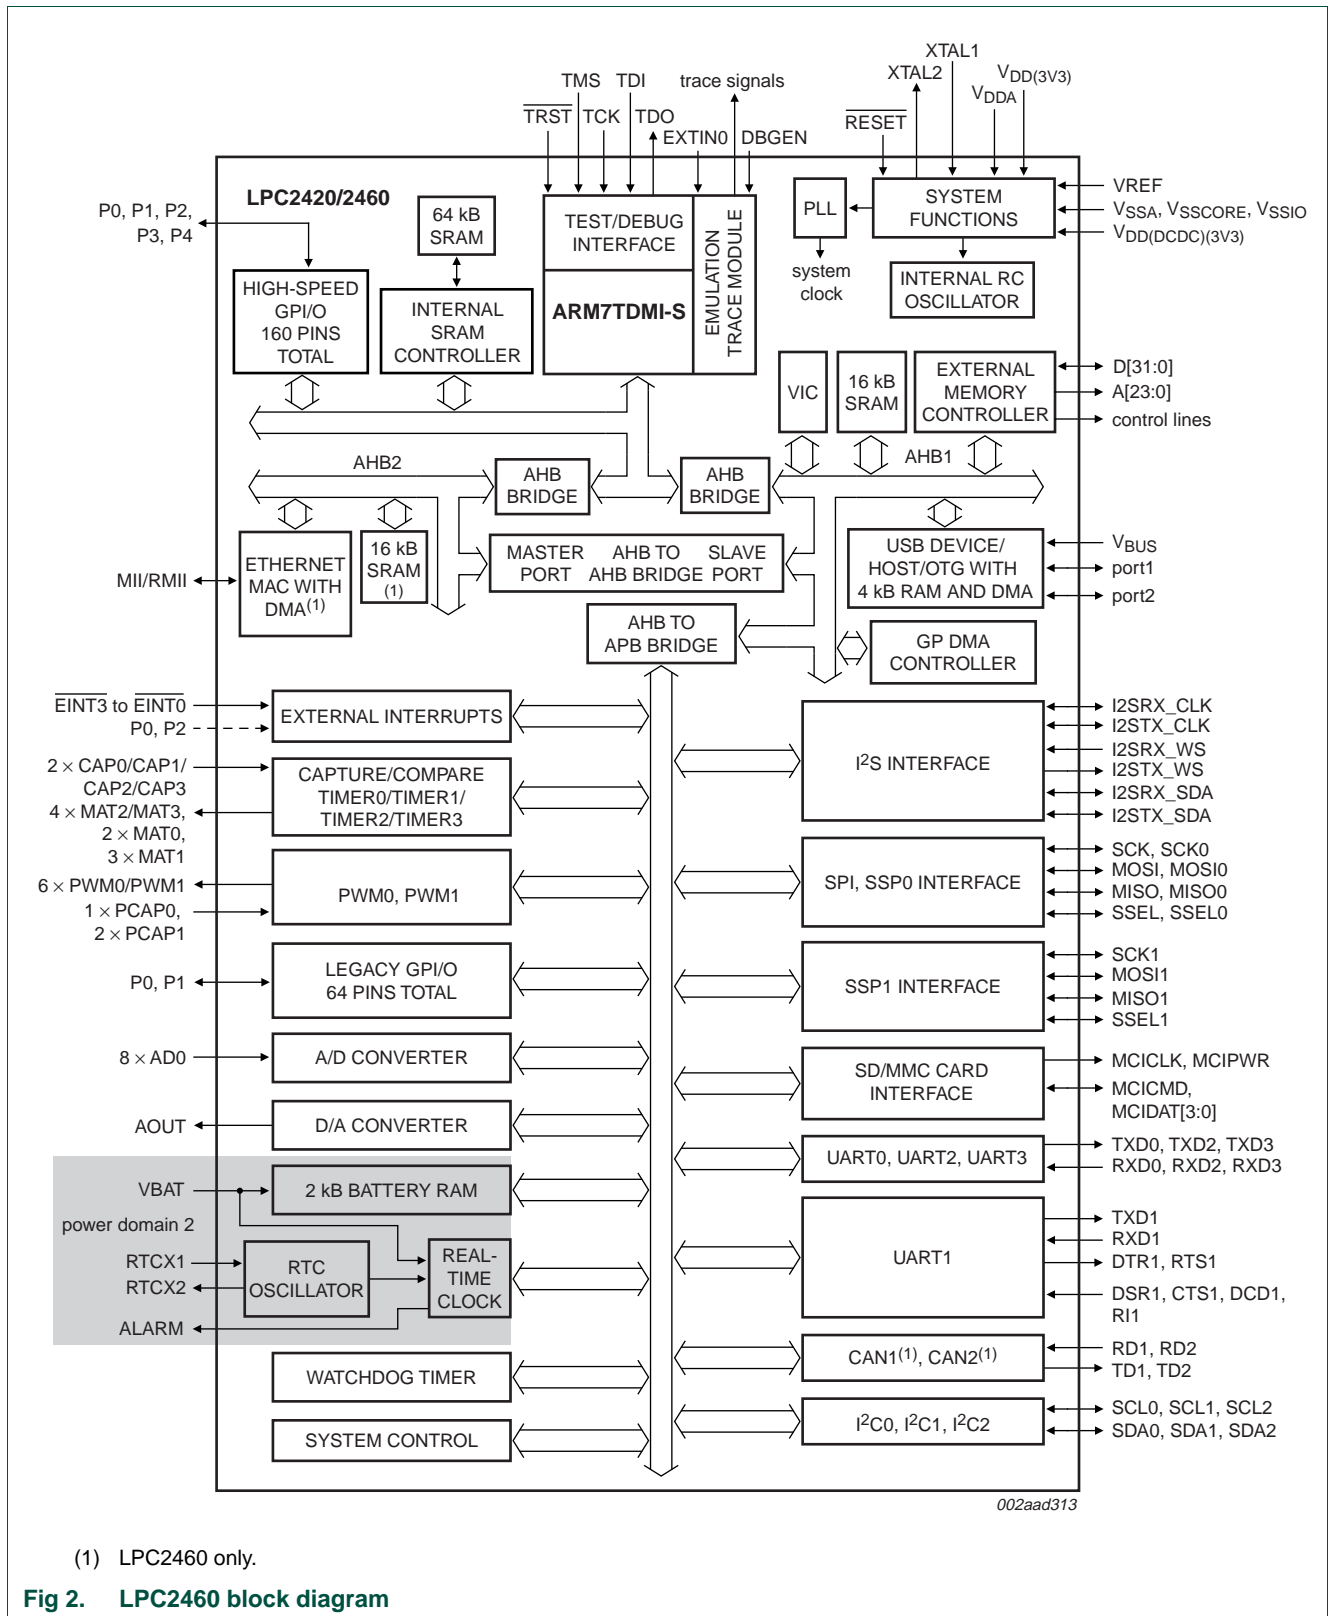 XTAL1
XTAL2
VDD(3V3)
VDDA
RESET
TMS
TDI
trace signals
TRST
TCK
TDO
EXTIN0
DBGEN
LPC2420/2460
P0, P1, P2,
P3, P4
64 kB
SRAM
TEST/DEBUG
INTERFACE
EMULATION
TRACE MODULE
ARM7TDMI-S
PLL
SYSTEM
FUNCTIONS
VREF
VSSA, VSSCORE, VSSIO
VDD(DCDC)(3V3)
system
clock
INTERNAL RC
OSCILLATOR
HIGH-SPEED
GPI/O
160 PINS
TOTAL
INTERNAL
SRAM
CONTROLLER
VIC
16 kB
SRAM
EXTERNAL
MEMORY
CONTROLLER
D[31:0]
A[23:0]
control lines
AHB2
AHB
BRIDGE
AHB
BRIDGE
AHB1
ETHERNET
MAC WITH
DMA(1)
16 kB
SRAM
(1)
MII/RMII
MASTER
PORT
AHB TO
AHB BRIDGE
SLAVE
PORT
USB DEVICE/
HOST/OTG WITH
4 kB RAM AND DMA
VBUS
port1
port2
AHB TO
APB BRIDGE
GP DMA
CONTROLLER
EINT3 to EINT0
P0, P2
EXTERNAL INTERRUPTS
2 × CAP0/CAP1/
CAP2/CAP3
4 × MAT2/MAT3,
2 × MAT0,
3 × MAT1
CAPTURE/COMPARE
TIMER0/TIMER1/
TIMER2/TIMER3
6 × PWM0/PWM1
1 × PCAP0,
2 × PCAP1
PWM0, PWM1
P0, P1
LEGACY GPI/O
64 PINS TOTAL
8 × AD0
A/D CONVERTER
AOUT
D/A CONVERTER
VBAT
2 kB BATTERY RAM
power domain 2
RTCX1
RTCX2
RTC
OSCILLATOR
REAL-
TIME
CLOCK
ALARM
WATCHDOG TIMER
SYSTEM CONTROL
I2S INTERFACE
I2SRX_CLK
I2STX_CLK
I2SRX_WS
I2STX_WS
I2SRX_SDA
I2STX_SDA
SPI, SSP0 INTERFACE
SCK, SCK0
MOSI, MOSI0
MISO, MISO0
SSEL, SSEL0
SSP1 INTERFACE
SCK1
MOSI1
MISO1
SSEL1
SD/MMC CARD
INTERFACE
MCICLK, MCIPWR
MCICMD,
MCIDAT[3:0]
UART0, UART2, UART3
TXD0, TXD2, TXD3
RXD0, RXD2, RXD3
UART1
TXD1
RXD1
DTR1, RTS1
DSR1, CTS1, DCD1,
RI1
CAN1(1), CAN2(1)
RD1, RD2
TD1, TD2
I2C0, I2C1, I2C2
SCL0, SCL1, SCL2
SDA0, SDA1, SDA2
002aad313
(1) LPC2460 only.
Fig 2. LPC2460 block diagram